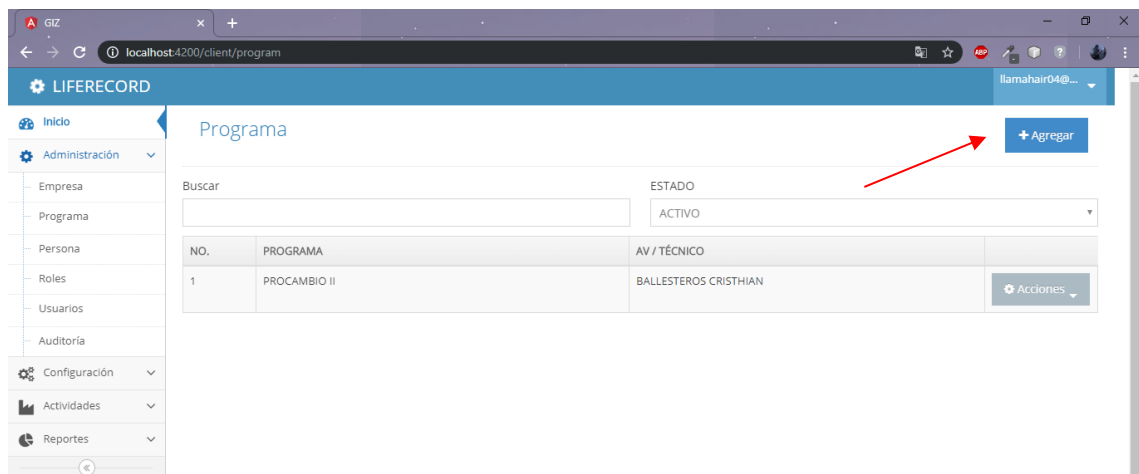 GIZ
localhost:4200/client/program
ABP
LIFERECORD
llamahair04@...
Inicio
Administración
Empresa
Programa
Persona
Roles
Usuarios
Auditoría
Configuración
Actividades
Reportes
Programa
Agregar
Buscar
ESTADO
ACTIVO
NO. PROGRAMA AV / TÉCNICO
1 PROCAMBIO II BALLESTEROS CRISTHIAN
Acciones